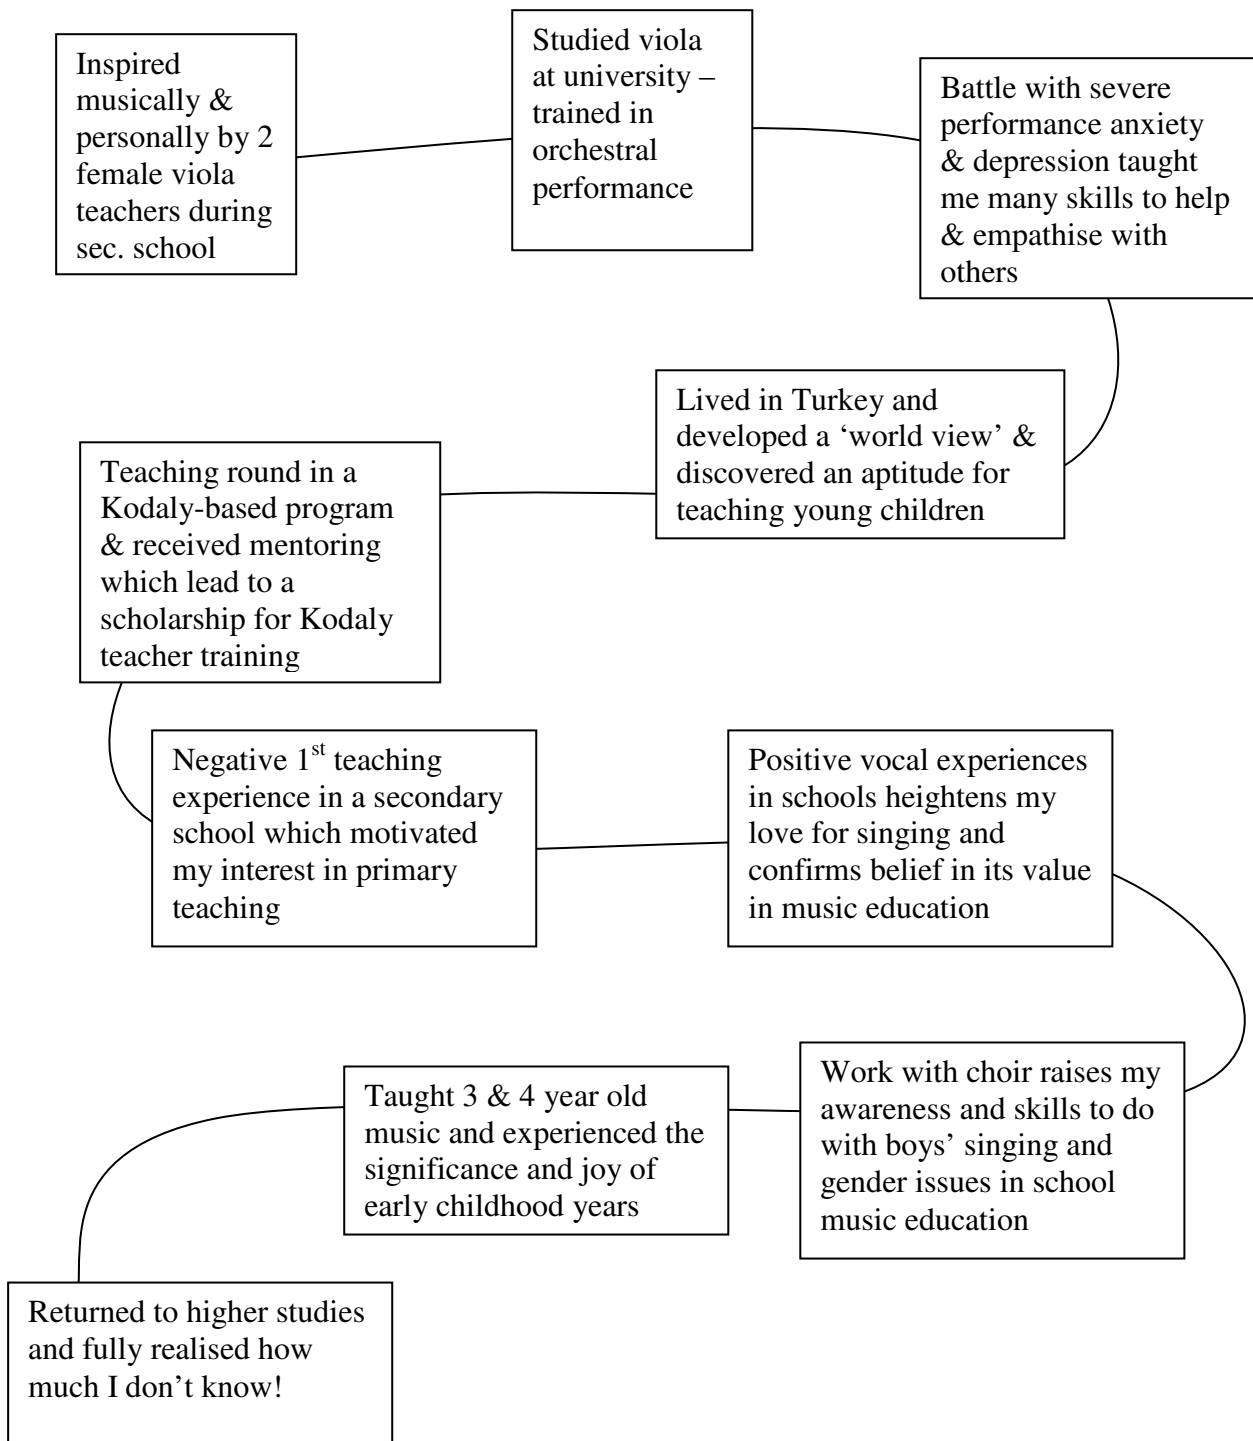 Inspired
musically &
personally by 2
female viola
teachers during
sec. school
Studied viola
at university –
trained in
orchestral
performance
Battle with severe
performance anxiety
& depression taught
me many skills to help
& empathise with
others
Lived in Turkey and
developed a ‘world view’ &
discovered an aptitude for
teaching young children
Teaching round in a
Kodaly-based program
& received mentoring
which lead to a
scholarship for Kodaly
teacher training
Negative 1st teaching
experience in a secondary
school which motivated
my interest in primary
teaching
Positive vocal experiences
in schools heightens my
love for singing and
confirms belief in its value
in music education
Work with choir raises my
awareness and skills to do
with boys’ singing and
gender issues in school
music education
Taught 3 & 4 year old
music and experienced the
significance and joy of
early childhood years
Returned to higher studies
and fully realised how
much I don’t know!